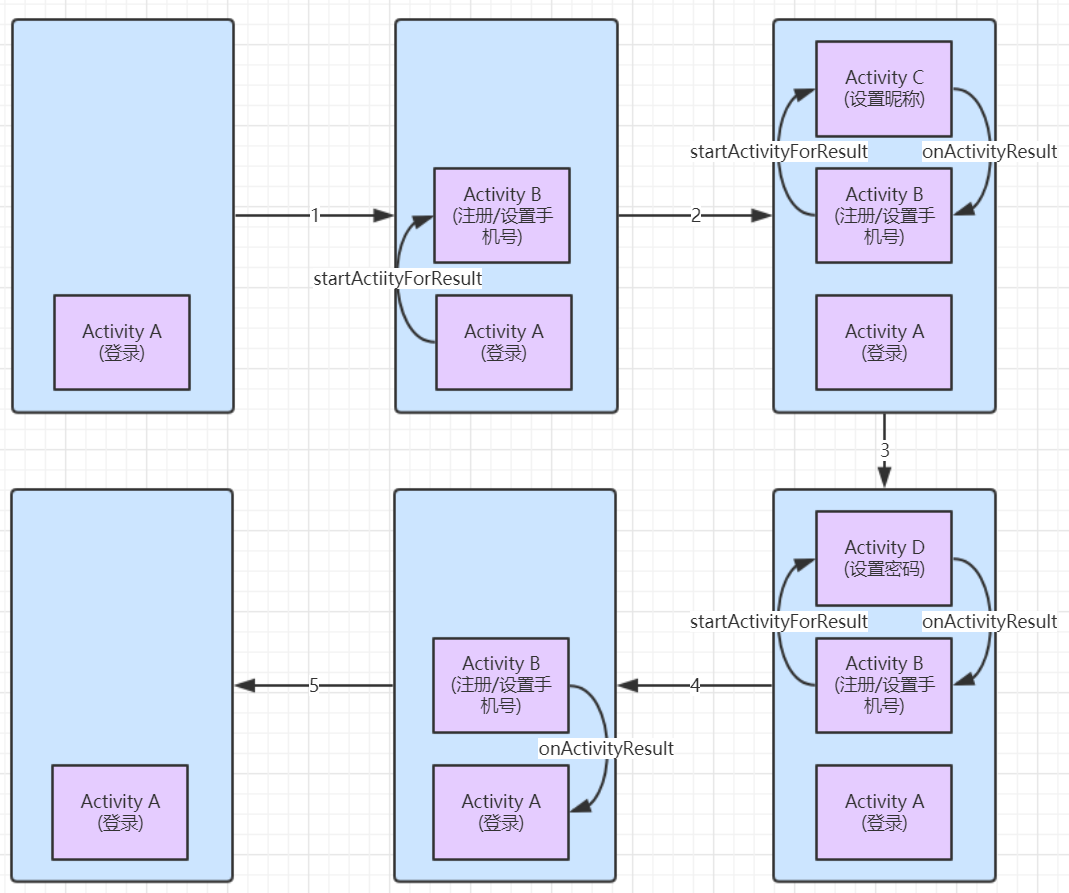 Activity A
(登录)
1
Activity B
(注册/设置手
机号)
startActiityForResult
Activity A
(登录)
2
Activity C
(设置昵称)
startActivityForResult
onActivityResult
Activity B
(注册/设置手
机号)
Activity A
(登录)
3
Activity D
(设置密码)
startActivityForResult
onActivityResult
Activity B
(注册/设置手
机号)
Activity A
(登录)
4
Activity B
(注册/设置手
机号)
onActivityResult
Activity A
(登录)
5
Activity A
(登录)